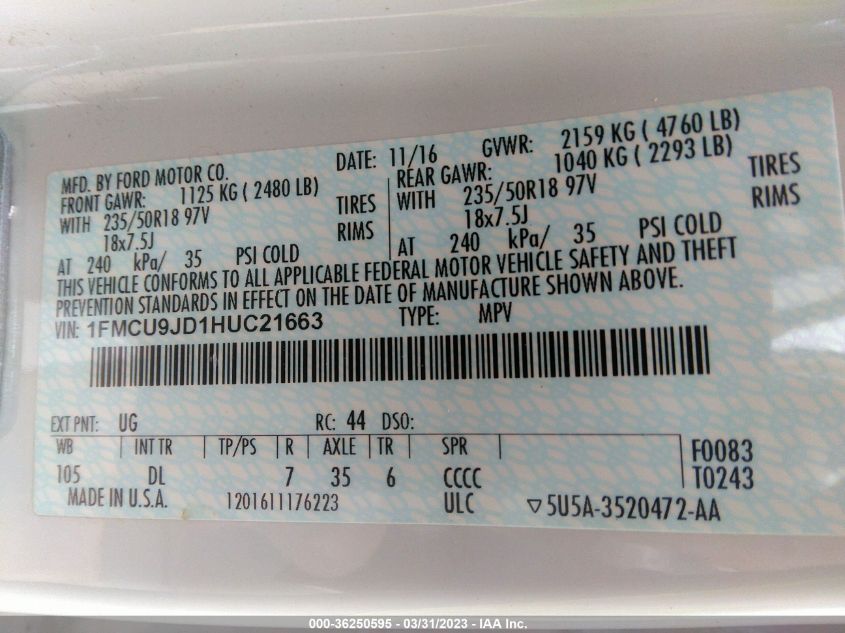 MFD. BY FORD MOTOR CO. DATE: 11/16 GVWR: 2159 KG ( 4760 LB)
FRONT GAWR: 1125 KG ( 2480 LB) REAR GAWR: 1040 KG ( 2293 LB)
WITH 235/50R18 97V TIRES WITH 235/50R18 97V TIRES
18x7.5J RIMS 18x7.5J RIMS
AT 240 kPa/ 35 PSI COLD AT 240 kPa/ 35 PSI COLD
THIS VEHICLE CONFORMS TO ALL APPLICABLE FEDERAL MOTOR VEHICLE SAFETY AND THEFT
PREVENTION STANDARDS IN EFFECT ON THE DATE OF MANUFACTURE SHOWN ABOVE.
VIN: 1FMCU9JD1HUC21663 TYPE: MPV
EXT PNT: UG RC: 44 DSO:
WB INT TR TP/PS R AXLE TR SPR F0083
105 DL 7 35 6 CCCC T0243
MADE IN U.S.A. 1201611176223 ULC ▽5U5A-3520472-AA
000-36250595 - 03/31/2023 - IAA Inc.